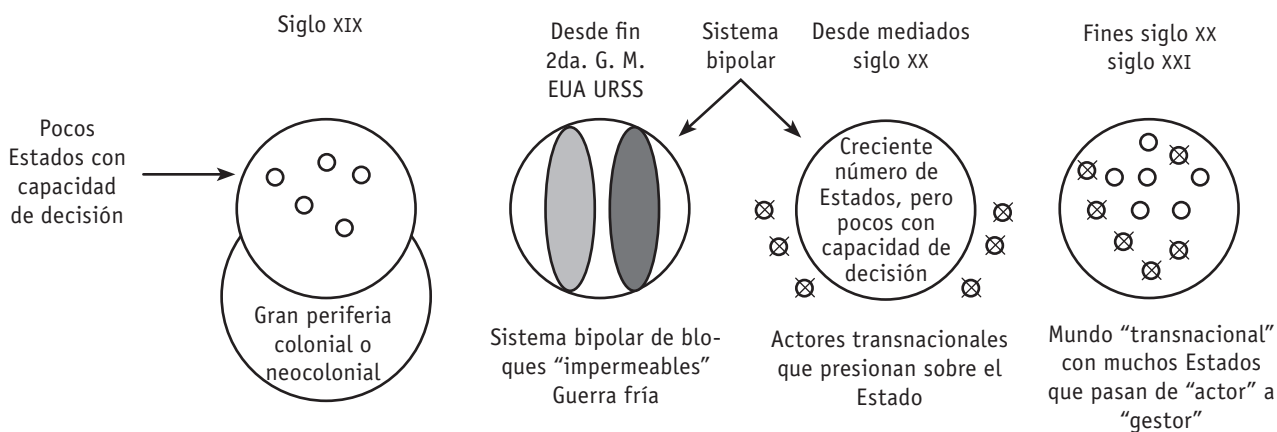 Siglo XIX
Pocos
Estados con
capacidad
de decisión
Gran periferia
colonial o
neocolonial
Desde fin
2da. G. M.
EUA URSS
Sistema
bipolar
Sistema bipolar de blo-
ques “impermeables”
Guerra fría
Desde mediados
siglo XX
Creciente
número de
Estados, pero
pocos con
capacidad de
decisión
Actores transnacionales
que presionan sobre el
Estado
Fines siglo XX
siglo XXI
Mundo “transnacional”
con muchos Estados
que pasan de “actor” a
“gestor”